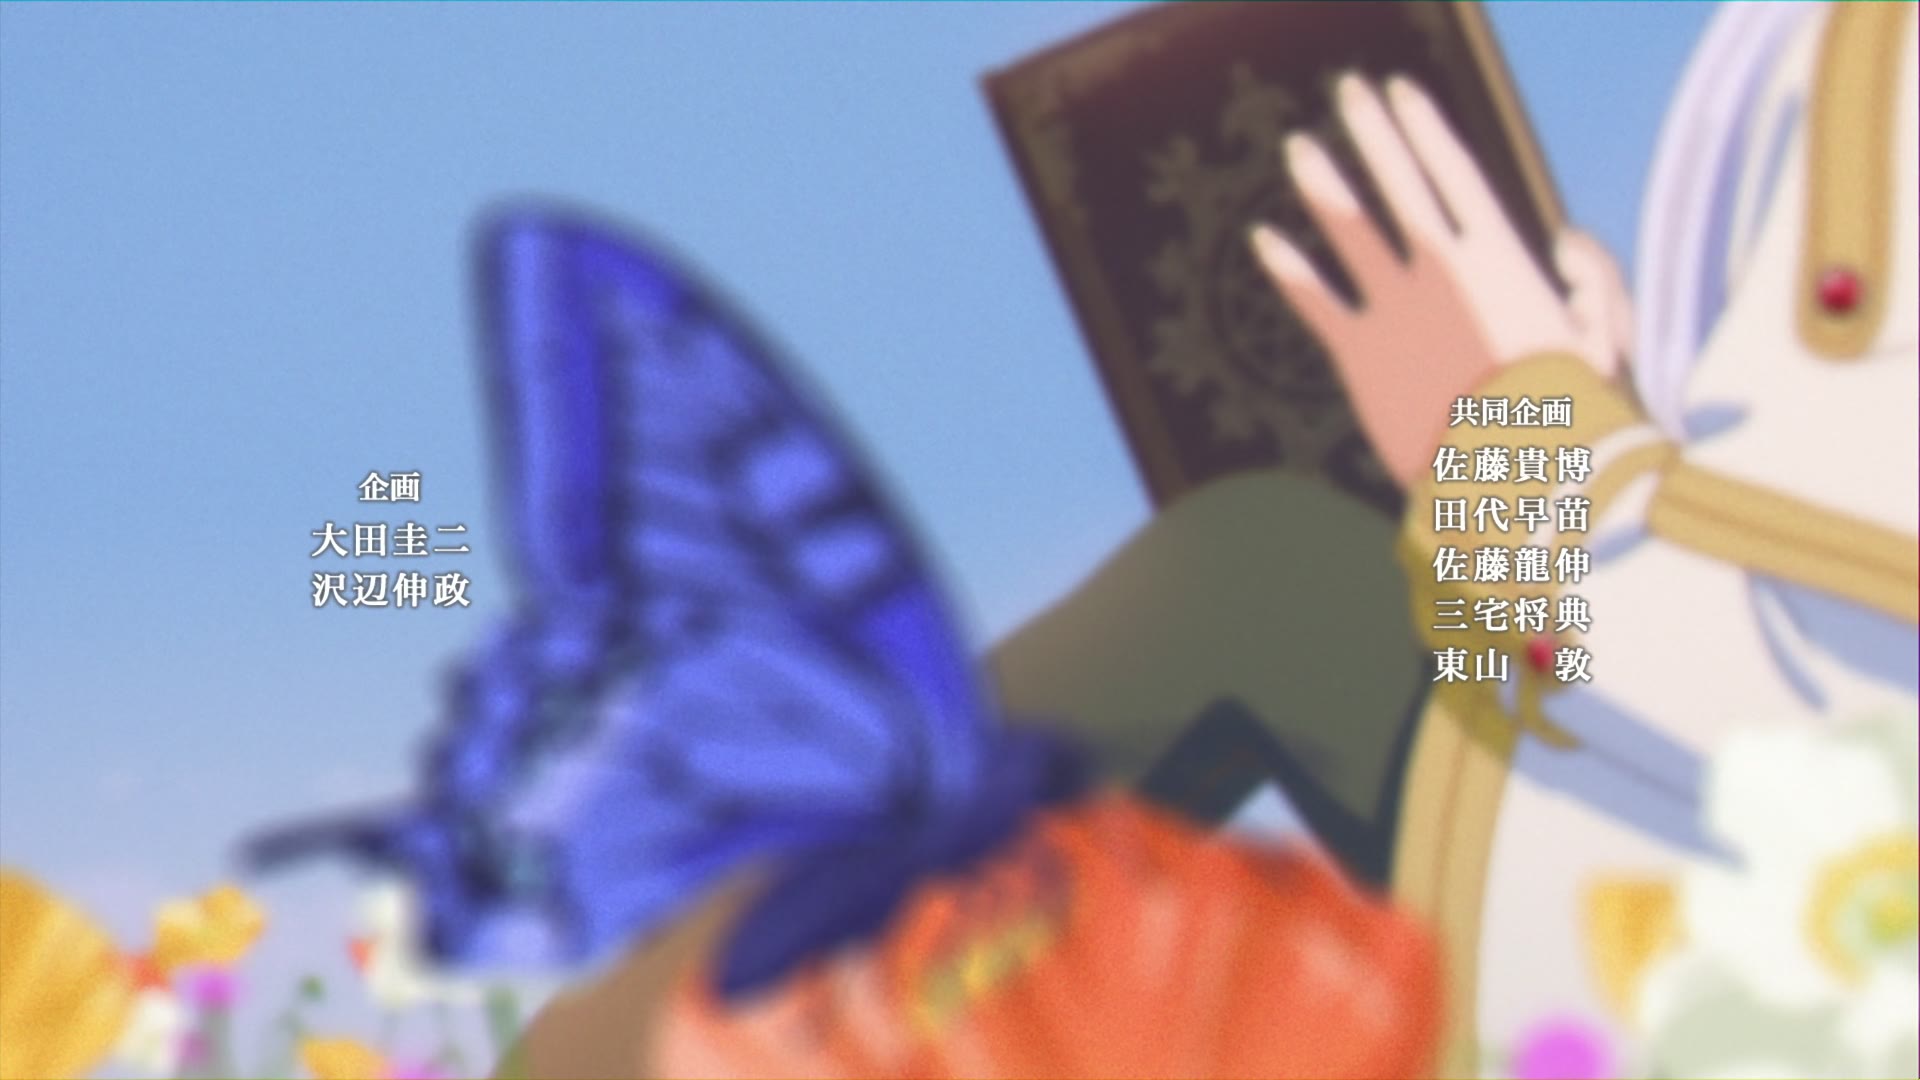 企画
大田圭二
沢辺伸政
共同企画
佐藤貴博
田代早苗
佐藤龍伸
三宅将典
東山　敦